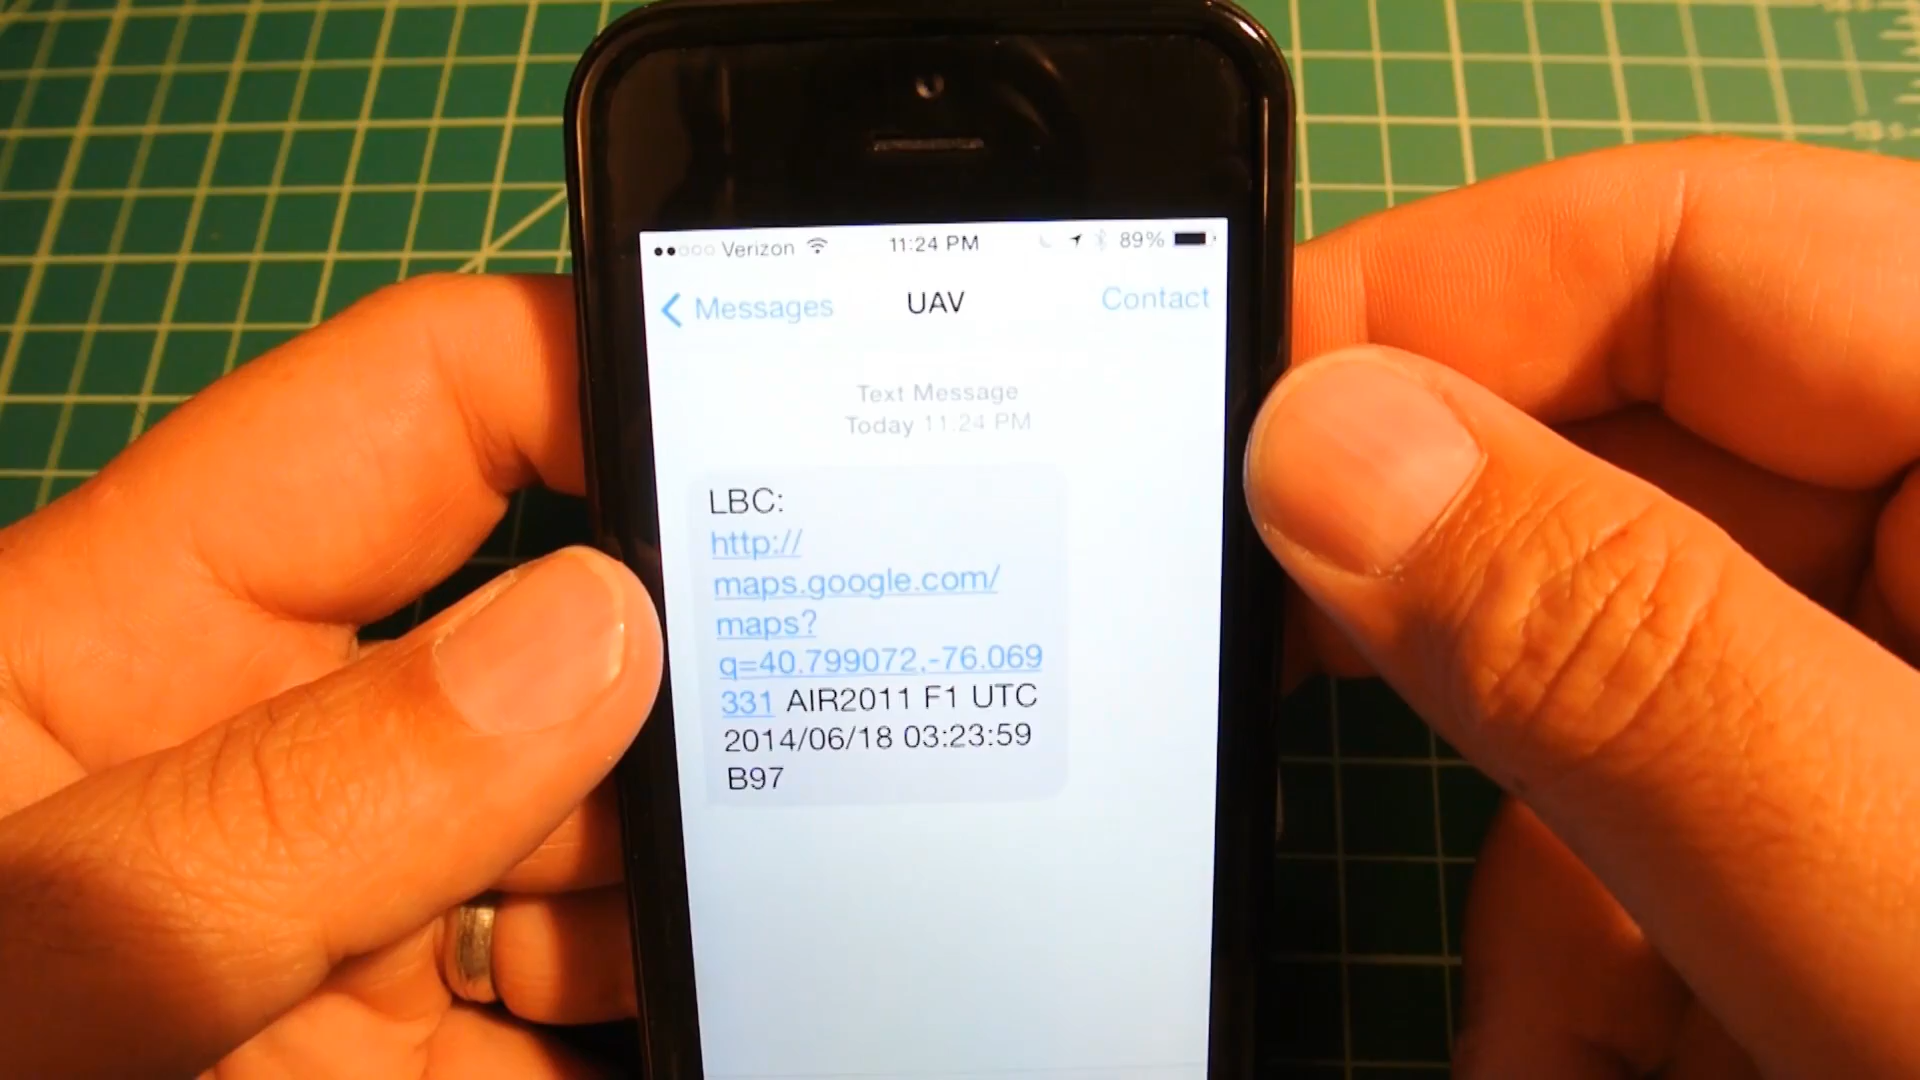 Verizon 11:24 PM 89%
Messages UAV Contact
Text Message
Today 11:24 PM
LBC:
http://
maps.google.com/
maps?
q=40.799072,-76.069
331 AIR2011 F1 UTC
2014/06/18 03:23:59
B97